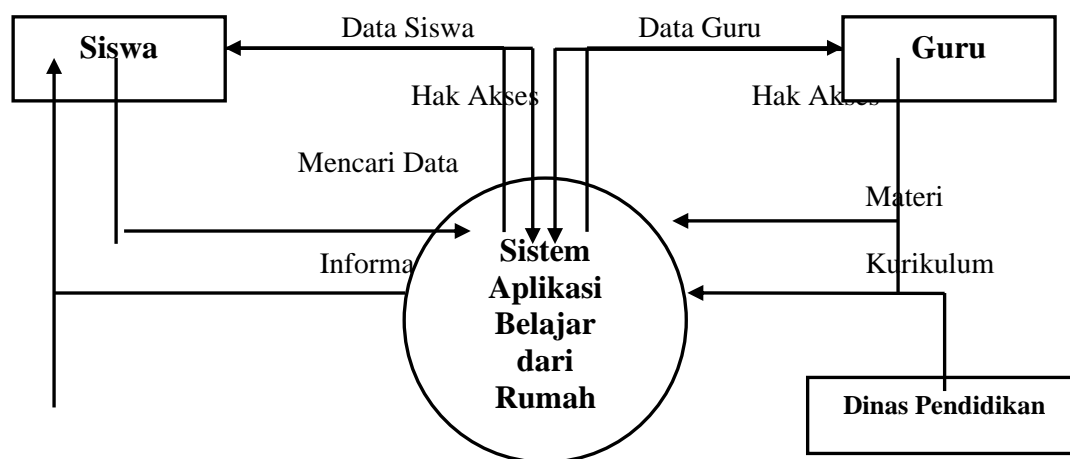 Data Siswa
Data Guru
Siswa
Guru
Hak Akses
Hak Akses
Mencari Data
Materi
Informa
Kurikulum
Sistem
Aplikasi
Belajar
dari
Rumah
Dinas Pendidikan